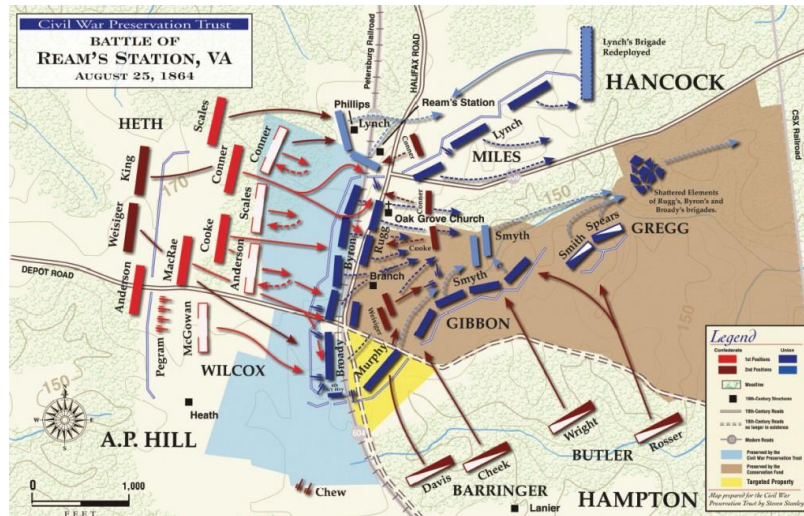 Civil War Preservation Trust
BATTLE OF
REAM'S STATION, VA
AUGUST 25, 1864
Petersburg Railroad
HALIFAX ROAD
Lynch's Brigade
Redeployed
HANCOCK
CSX Railroad
Phillips
Ream's Station
Lynch
Lynch
MILES
HETH
Scales
Conner
Conner
Conner
King
170
Scales
Weisiger
MacRae
Cooke
Anderson
Anderson
DEPOT ROAD
Pegram
McGowan
WILCOX
Byron
Rugg
Oak Grove Church
Conner
Cooke
Branch
Weisiger
Smyth
Smyth
150
Smith
Spears
GREGG
Shattered Elements
of Rugg's, Byron's and
Broady's brigades.
GIBBON
Broady
Murphy
150
150
604
Heath
A.P. HILL
Chew
Davis
Cheek
BARRINGER
Wright
BUTLER
Rosser
HAMPTON
Lanier
0
1,000
FEET
Legend
Confederate
Union
1st Positions
2nd Positions
Woodline
19th-Century Structures
19th-Century Roads
19th-Century Roads
no longer in existence
Modern Roads
Preserved by the
Civil War Preservation Trust
Preserved by the
Conservation Fund
Targeted Property
Map prepared for the Civil War
Preservation Trust by Steven Stanley